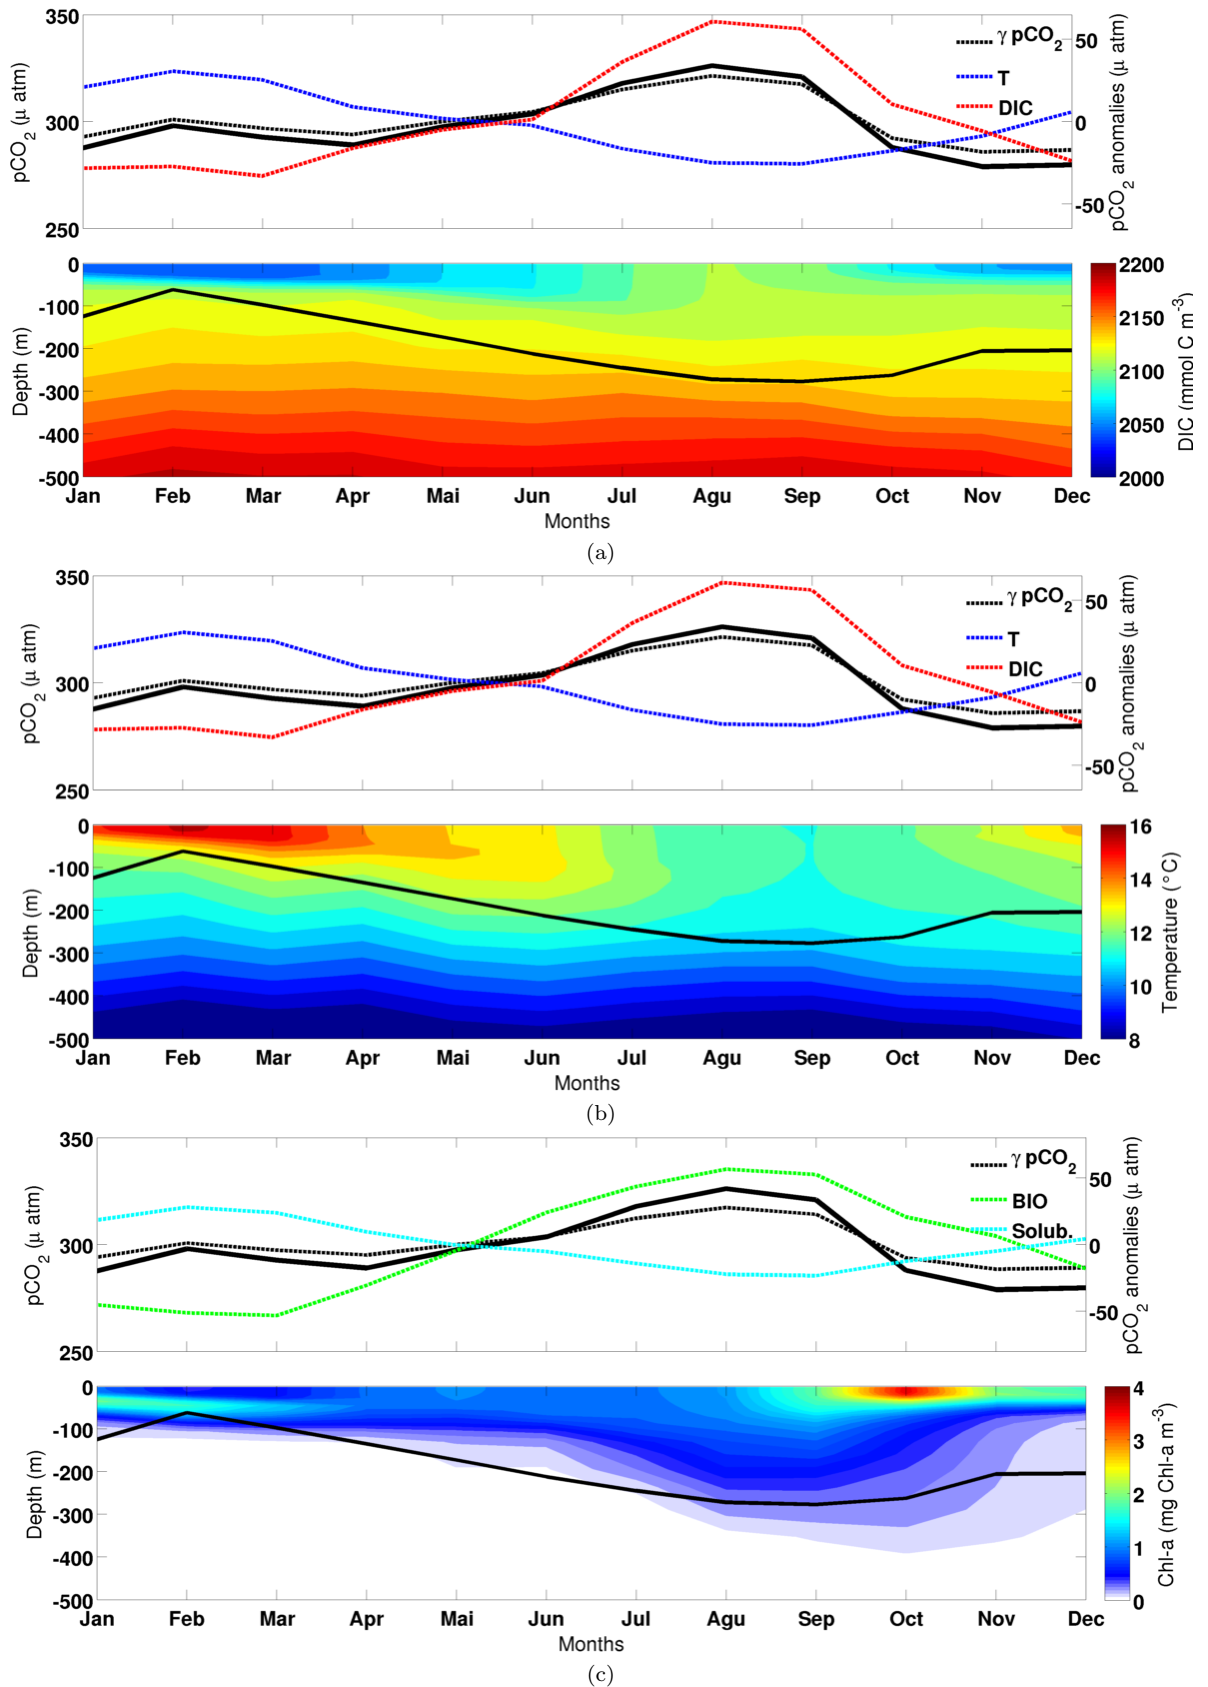 350
300
250
pCO2 (μ atm)
50
0
-50
pCO2 anomalies (μ atm)
γ pCO2
T
DIC
0
-100
-200
-300
-400
-500
Depth (m)
2200
2150
2100
2050
2000
DIC (mmol C m-3)
Jan Feb Mar Apr Mai Jun Jul Agu Sep Oct Nov Dec
Months
(a)
350
300
250
pCO2 (μ atm)
50
0
-50
pCO2 anomalies (μ atm)
γ pCO2
T
DIC
0
-100
-200
-300
-400
-500
Depth (m)
16
14
12
10
8
Temperature (°C)
Jan Feb Mar Apr Mai Jun Jul Agu Sep Oct Nov Dec
Months
(b)
350
300
250
pCO2 (μ atm)
50
0
-50
pCO2 anomalies (μ atm)
γ pCO2
BIO
Solub.
0
-100
-200
-300
-400
-500
Depth (m)
4
3
2
1
0
Chl-a (mg Chl-a m-3)
Jan Feb Mar Apr Mai Jun Jul Agu Sep Oct Nov Dec
Months
(c)